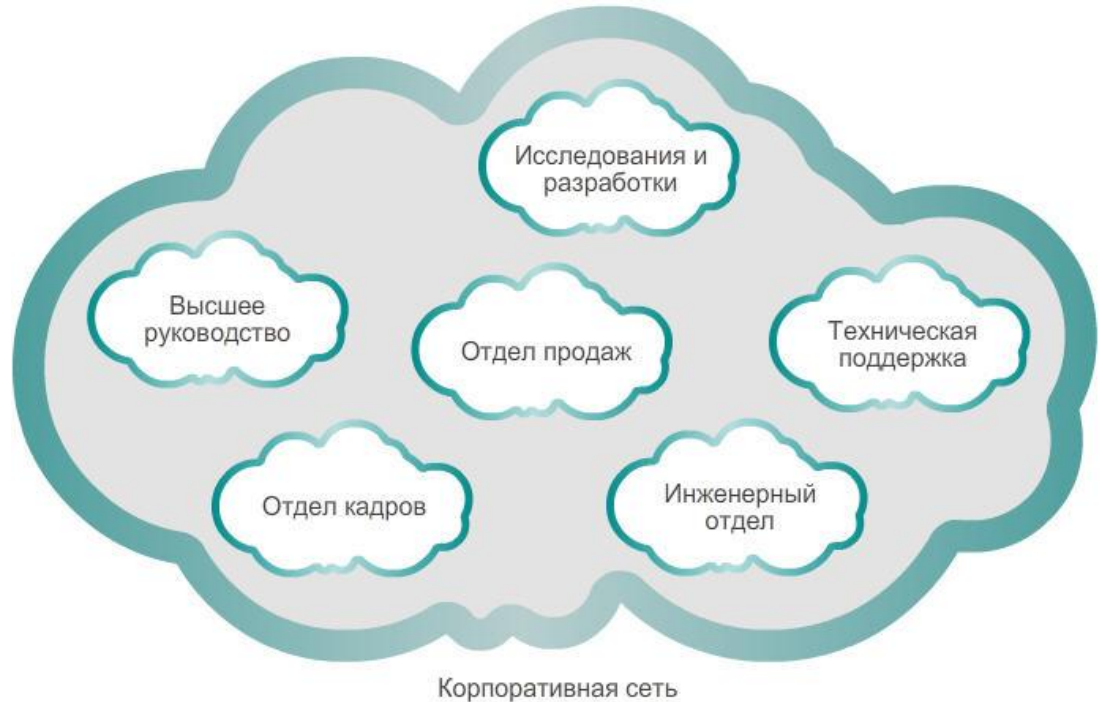 Исследования и
разработки
Высшее
руководство
Отдел продаж
Техническая
поддержка
Отдел кадров
Инженерный
отдел
Корпоративная сеть